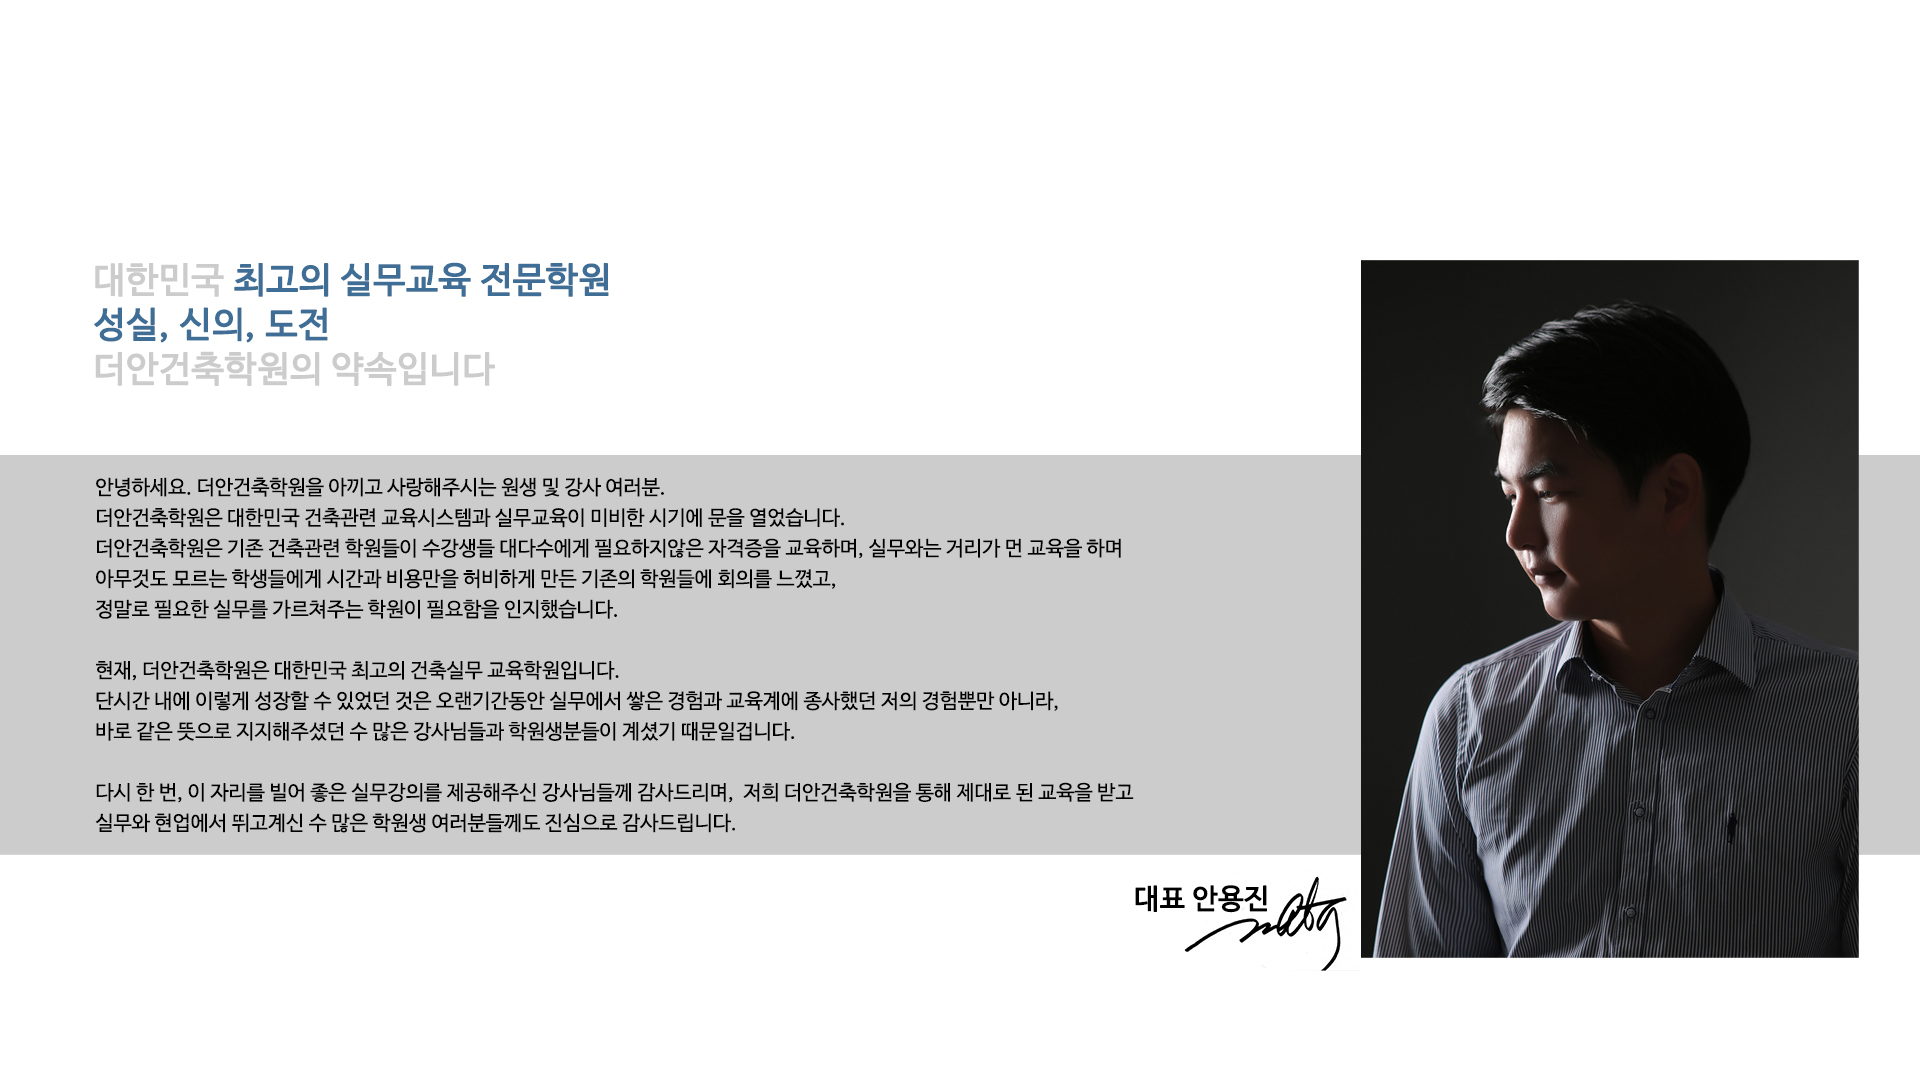 대한민국 최고의 실무교육 전문학원
성실, 신의, 도전
더안건축학원의 약속입니다
안녕하세요. 더안건축학원을 아끼고 사랑해주시는 원생 및 강사 여러분.
더안건축학원은 대한민국 건축관련 교육시스템과 실무교육이 미비한 시기에 문을 열었습니다.
더안건축학원은 기존 건축관련 학원들이 수강생들 대다수에게 필요하지않은 자격증을 교육하며, 실무와는 거리가 먼 교육을 하며
아무것도 모르는 학생들에게 시간과 비용만을 허비하게 만든 기존의 학원들에 회의를 느꼈고,
정말로 필요한 실무를 가르쳐주는 학원이 필요함을 인지했습니다.
현재, 더안건축학원은 대한민국 최고의 건축실무 교육학원입니다.
단시간 내에 이렇게 성장할 수 있었던 것은 오랜기간동안 실무에서 쌓은 경험과 교육계에 종사했던 저의 경험뿐만 아니라,
바로 같은 뜻으로 지지해주셨던 수 많은 강사님들과 학원생분들이 계셨기 때문일겁니다.
다시 한 번, 이 자리를 빌어 좋은 실무강의를 제공해주신 강사님들께 감사드리며, 저희 더안건축학원을 통해 제대로 된 교육을 받고
실무와 현업에서 뛰고계신 수 많은 학원생 여러분들께도 진심으로 감사드립니다.
대표 안용진